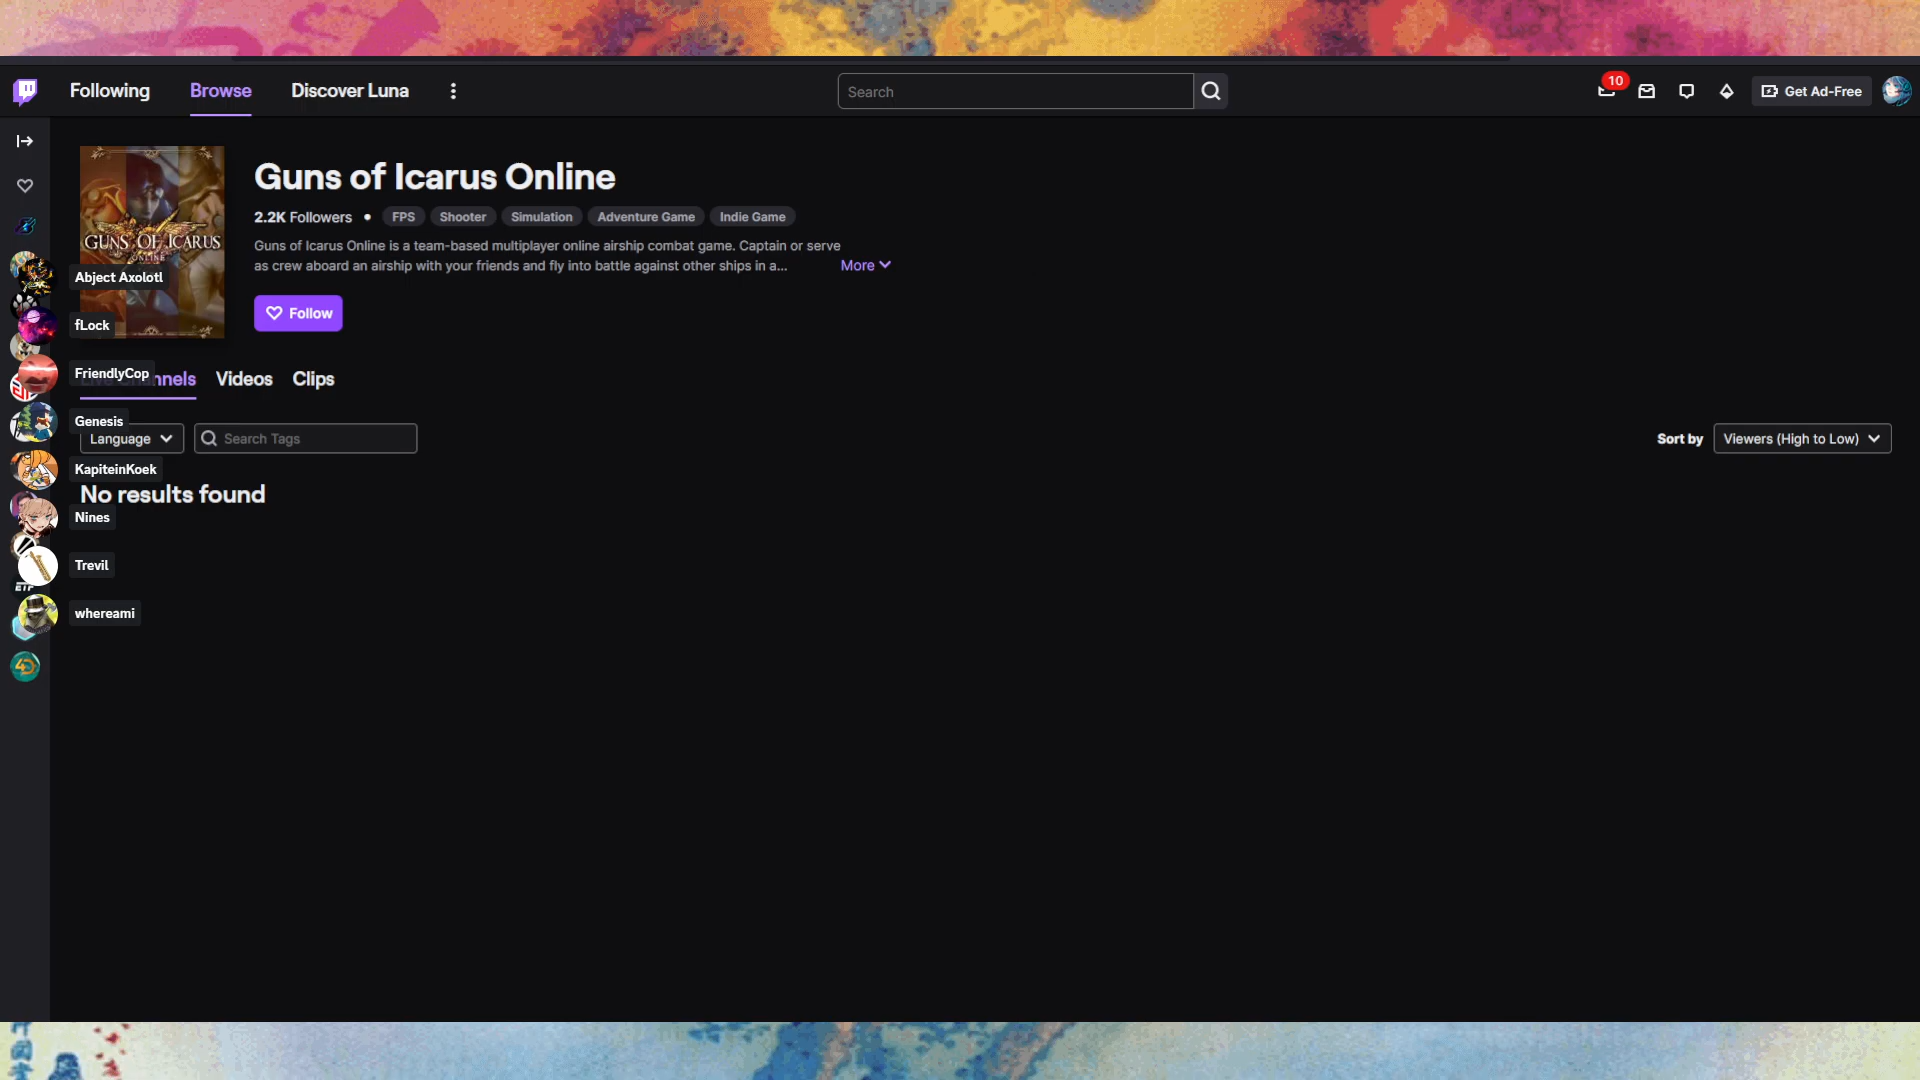 Following
Browse
Discover Luna
Search
10
Get Ad-Free
GUNS OF ICARUS
ONLINE
Guns of Icarus Online
2.2K Followers • FPS Shooter Simulation Adventure Game Indie Game
Guns of Icarus Online is a team-based multiplayer online airship combat game. Captain or serve
as crew aboard an airship with your friends and fly into battle against other ships in a...
More
Follow
Abject Axolotl
fLock
FriendlyCop
Videos
Clips
Genesis
Language
Search Tags
Sort by
Viewers (High to Low)
KapiteinKoek
No results found
Nines
Trevil
whereami